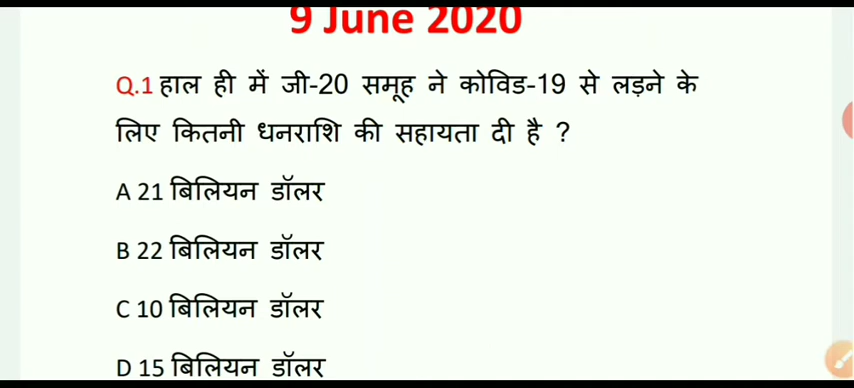 9 June 2020
Q.1 हाल ही में जी-20 समूह ने कोविड-19 से लड़ने के
लिए कितनी धनराशि की सहायता दी है ?
A 21 बिलियन डॉलर
B 22 बिलियन डॉलर
C 10 बिलियन डॉलर
D 15 बिलियन डॉलर